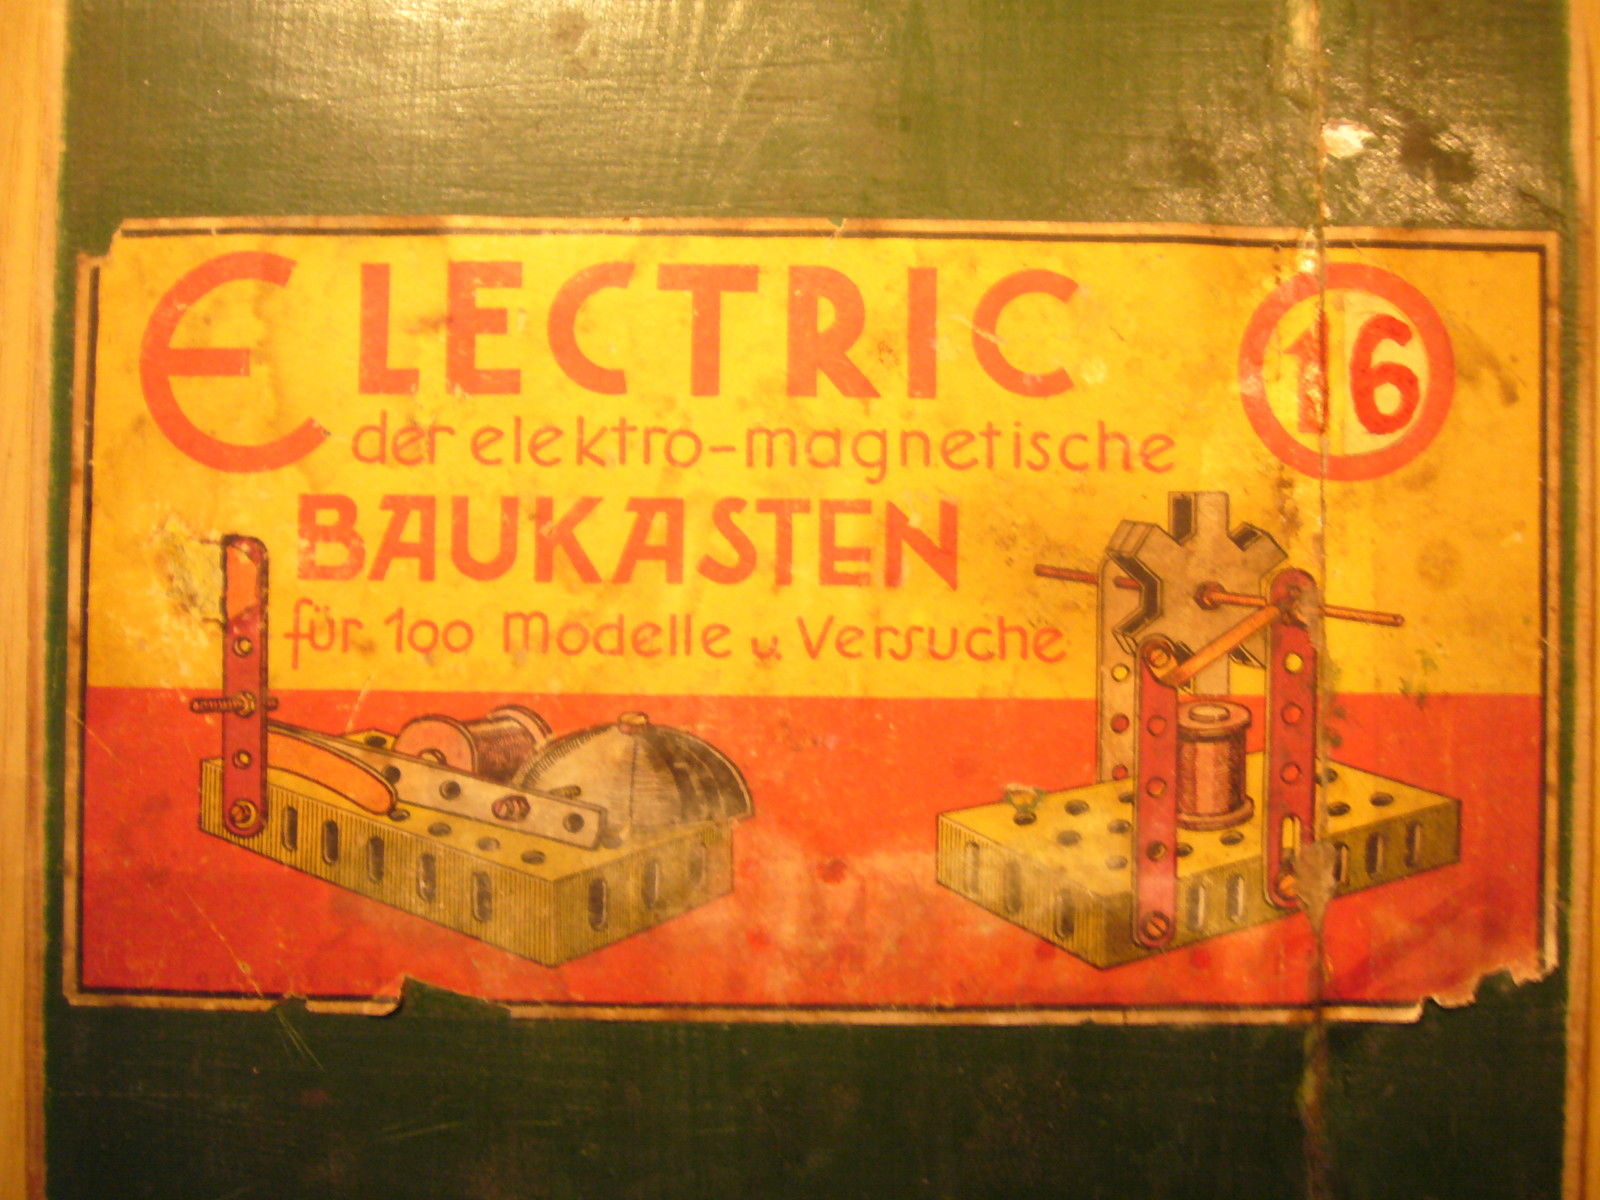 ELECTRIC 16
der elektro-magnetische
BAUKASTEN
für 100 Modelle u. Versuche